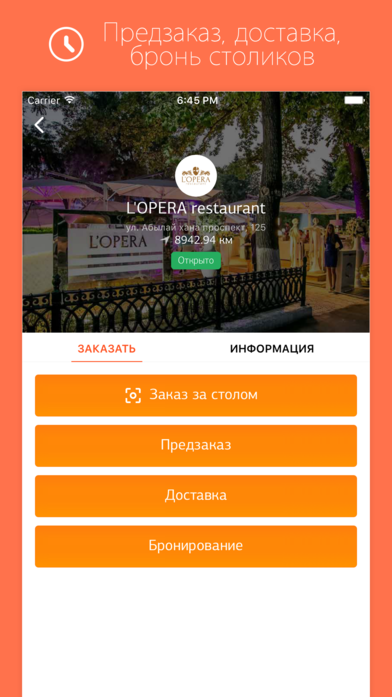 Предзаказ, доставка,
бронь столиков
Carrier 6:45 PM
L'OPERA
L'OPERA restaurant
ул. Абылай хана проспект, 125
8942.94 км
L'OPERA
Открыто
ЗАКАЗАТЬ ИНФОРМАЦИЯ
Заказ за столом
Предзаказ
Доставка
Бронирование